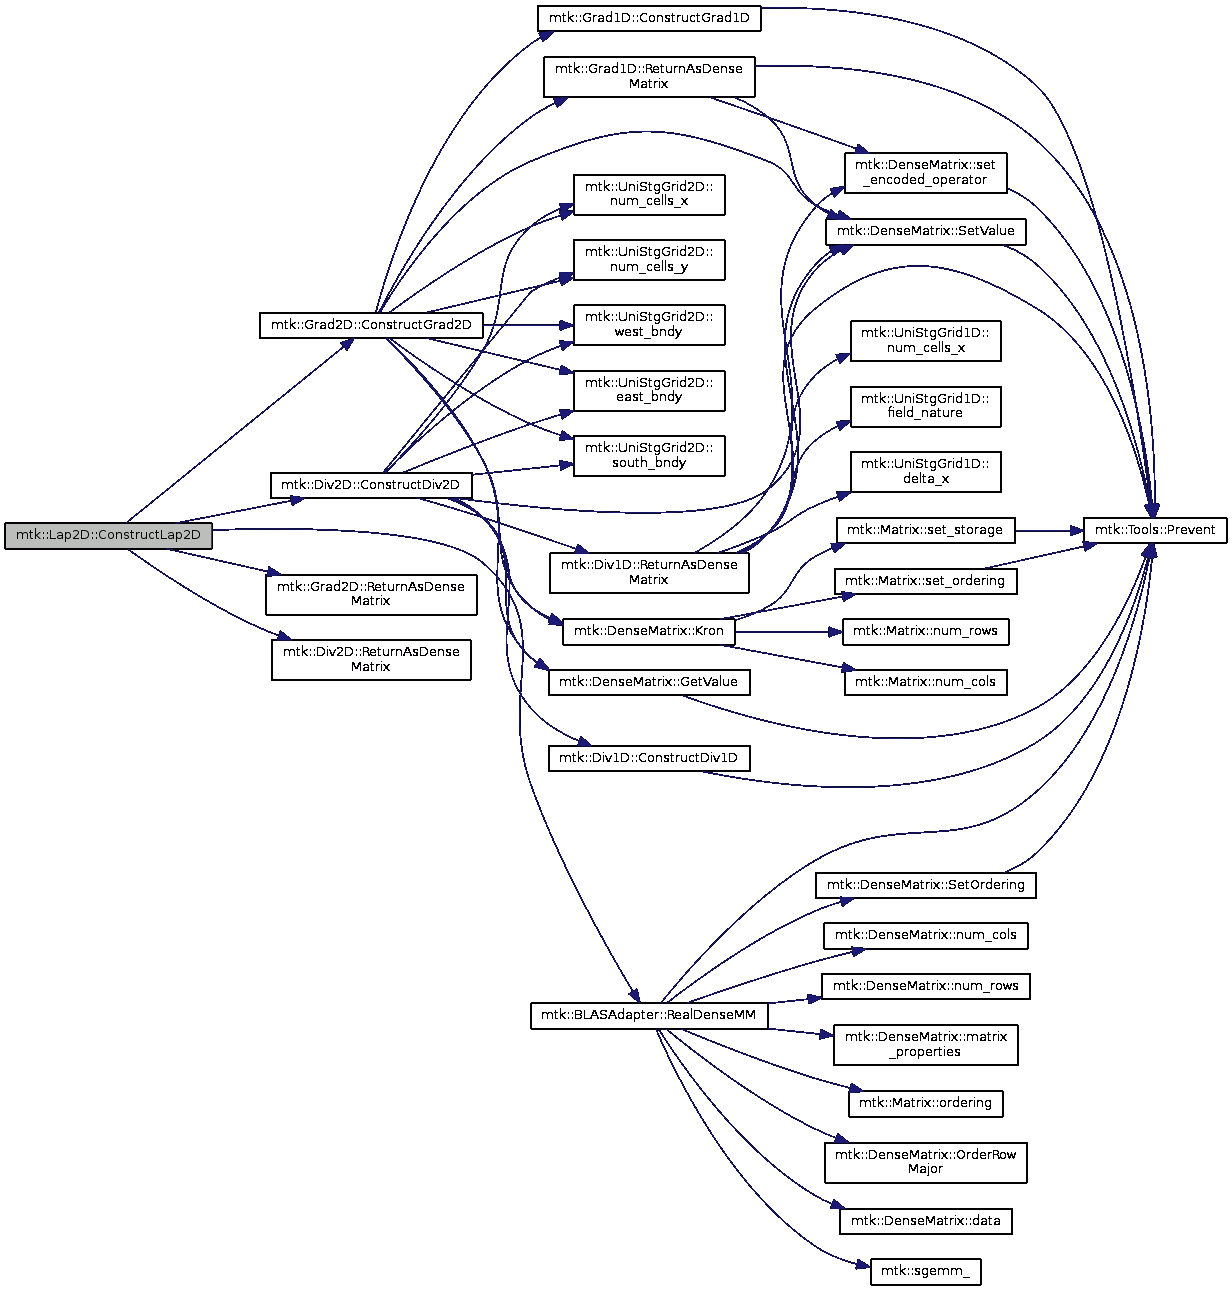 mtk::Lap2D::ConstructLap2D
mtk::Grad2D::ConstructGrad2D
mtk::Div2D::ConstructDiv2D
mtk::Grad2D::ReturnAsDense
Matrix
mtk::Div2D::ReturnAsDense
Matrix
mtk::Grad1D::ConstructGrad1D
mtk::Grad1D::ReturnAsDense
Matrix
mtk::UniStgGrid2D::
num_cells_x
mtk::UniStgGrid2D::
num_cells_y
mtk::UniStgGrid2D::
west_bndy
mtk::UniStgGrid2D::
east_bndy
mtk::UniStgGrid2D::
south_bndy
mtk::Div1D::ReturnAsDense
Matrix
mtk::DenseMatrix::Kron
mtk::DenseMatrix::GetValue
mtk::Div1D::ConstructDiv1D
mtk::BLASAdapter::RealDenseMM
mtk::DenseMatrix::set
_encoded_operator
mtk::DenseMatrix::SetValue
mtk::UniStgGrid1D::
num_cells_x
mtk::UniStgGrid1D::
field_nature
mtk::UniStgGrid1D::
delta_x
mtk::Matrix::set_storage
mtk::Matrix::set_ordering
mtk::Matrix::num_rows
mtk::Matrix::num_cols
mtk::DenseMatrix::SetOrdering
mtk::DenseMatrix::num_cols
mtk::DenseMatrix::num_rows
mtk::DenseMatrix::matrix
_properties
mtk::Matrix::ordering
mtk::DenseMatrix::OrderRow
Major
mtk::DenseMatrix::data
mtk::sgemm_
mtk::Tools::Prevent